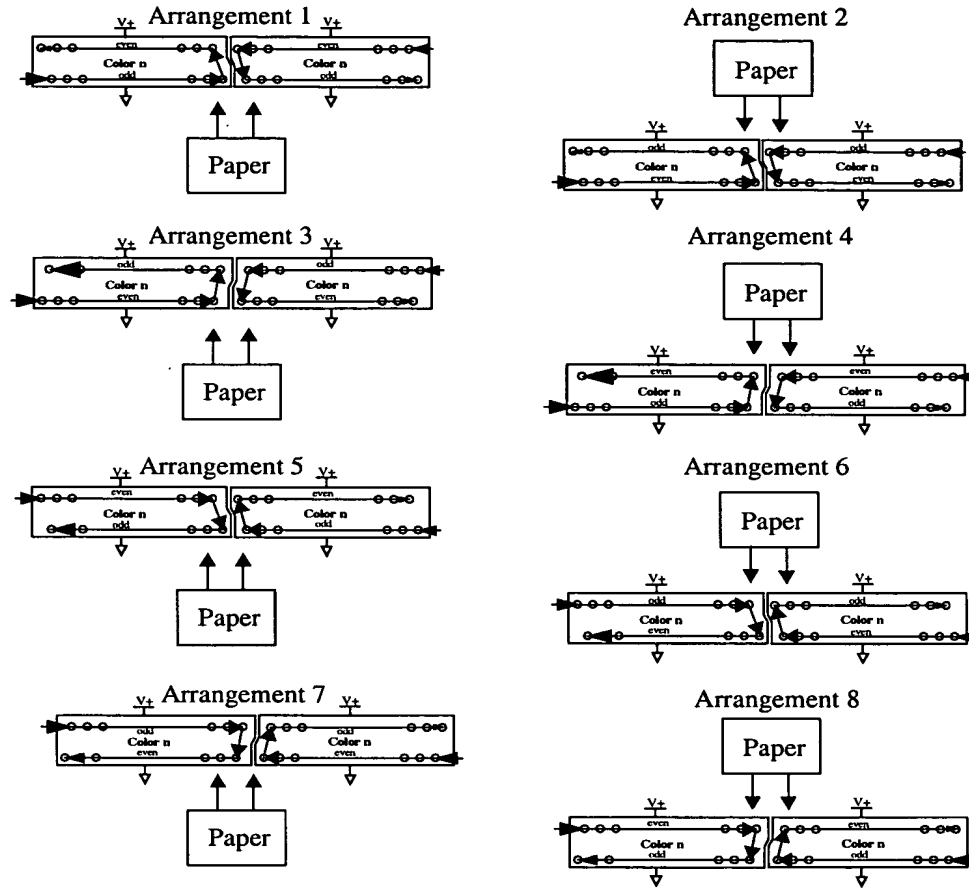 Arrangement 1
V+ V+
even even
Color n Color n
odd odd
Paper
Arrangement 2
Paper
V+ V+
odd odd
Color n Color n
even even
Arrangement 3
V+ V+
odd odd
Color n Color n
even even
Paper
Arrangement 4
Paper
V+ V+
even even
Color n Color n
odd odd
Arrangement 5
V+ V+
even even
Color n Color n
odd odd
Paper
Arrangement 6
Paper
V+ V+
odd odd
Color n Color n
even even
Arrangement 7
V+ V+
odd odd
Color n Color n
even even
Paper
Arrangement 8
Paper
V+ V+
even even
Color n Color n
odd odd